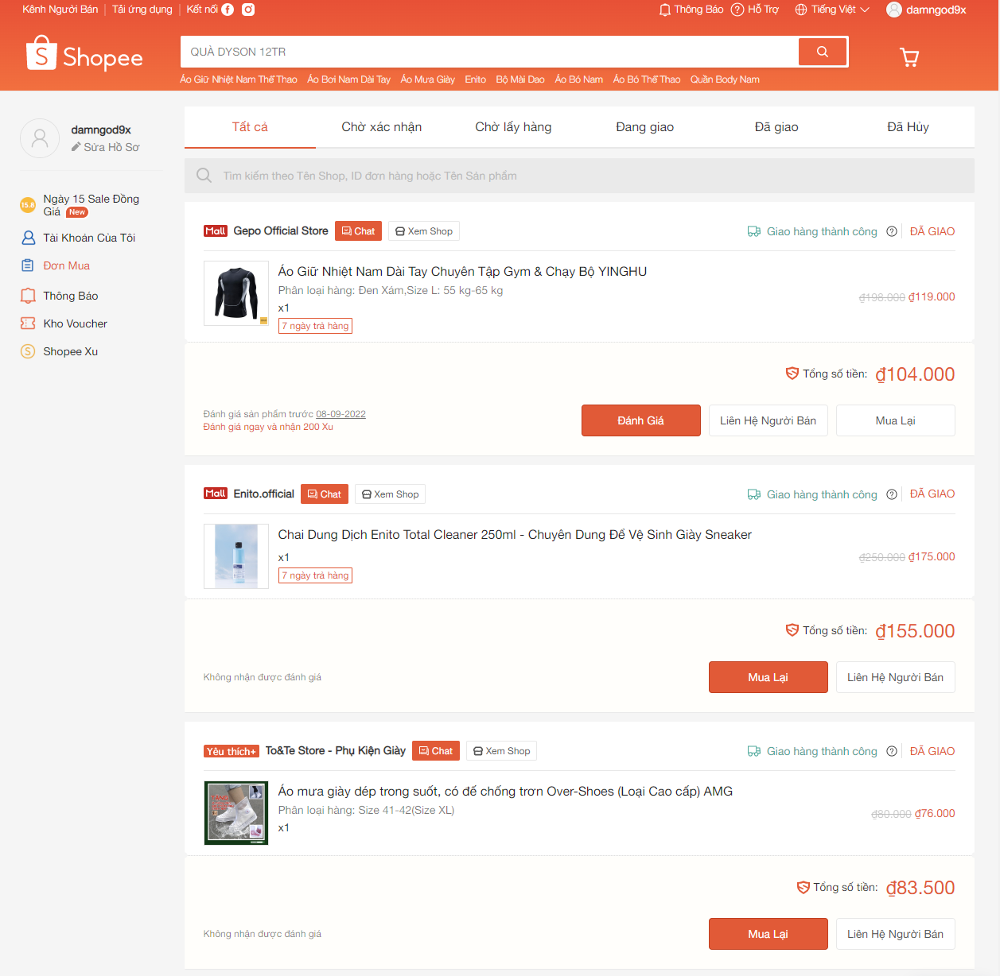 Kênh Người Bán
Tải ứng dụng
Kết nối
Thông Báo
Hỗ Trợ
Tiếng Việt
damngod9x
Shopee
QUÀ DYSON 12TR
Áo Giữ Nhiệt Nam Thể Thao
Áo Bơi Nam Dài Tay
Áo Mưa Giày
Enito
Bộ Mài Dao
Áo Bó Nam
Áo Bó Thể Thao
Quần Body Nam
damngod9x
Sửa Hồ Sơ
15.8
Ngày 15 Sale Đồng
Giá New
Tài Khoản Của Tôi
Đơn Mua
Thông Báo
Kho Voucher
Shopee Xu
Tất cả
Chờ xác nhận
Chờ lấy hàng
Đang giao
Đã giao
Đã Hủy
Tìm kiếm theo Tên Shop, ID đơn hàng hoặc Tên Sản phẩm
Mall Gepo Official Store Chat Xem Shop
Giao hàng thành công ĐÃ GIAO
Áo Giữ Nhiệt Nam Dài Tay Chuyên Tập Gym & Chạy Bộ YINGHU
Phân loại hàng: Đen Xám,Size L: 55 kg-65 kg
x1
7 ngày trả hàng
₫198.000 ₫119.000
Tổng số tiền: ₫104.000
Đánh giá sản phẩm trước 08-09-2022
Đánh giá ngay và nhận 200 Xu
Đánh Giá
Liên Hệ Người Bán
Mua Lại
Mall Enito.official Chat Xem Shop
Giao hàng thành công ĐÃ GIAO
Chai Dung Dịch Enito Total Cleaner 250ml - Chuyên Dung Để Vệ Sinh Giày Sneaker
x1
7 ngày trả hàng
₫250.000 ₫175.000
Tổng số tiền: ₫155.000
Không nhận được đánh giá
Mua Lại
Liên Hệ Người Bán
Yêu thích+ To&Te Store - Phụ Kiện Giày Chat Xem Shop
Giao hàng thành công ĐÃ GIAO
Áo mưa giày dép trong suốt, có đế chống trơn Over-Shoes (Loại Cao cấp) AMG
Phân loại hàng: Size 41-42(Size XL)
x1
₫80.000 ₫76.000
Tổng số tiền: ₫83.500
Không nhận được đánh giá
Mua Lại
Liên Hệ Người Bán